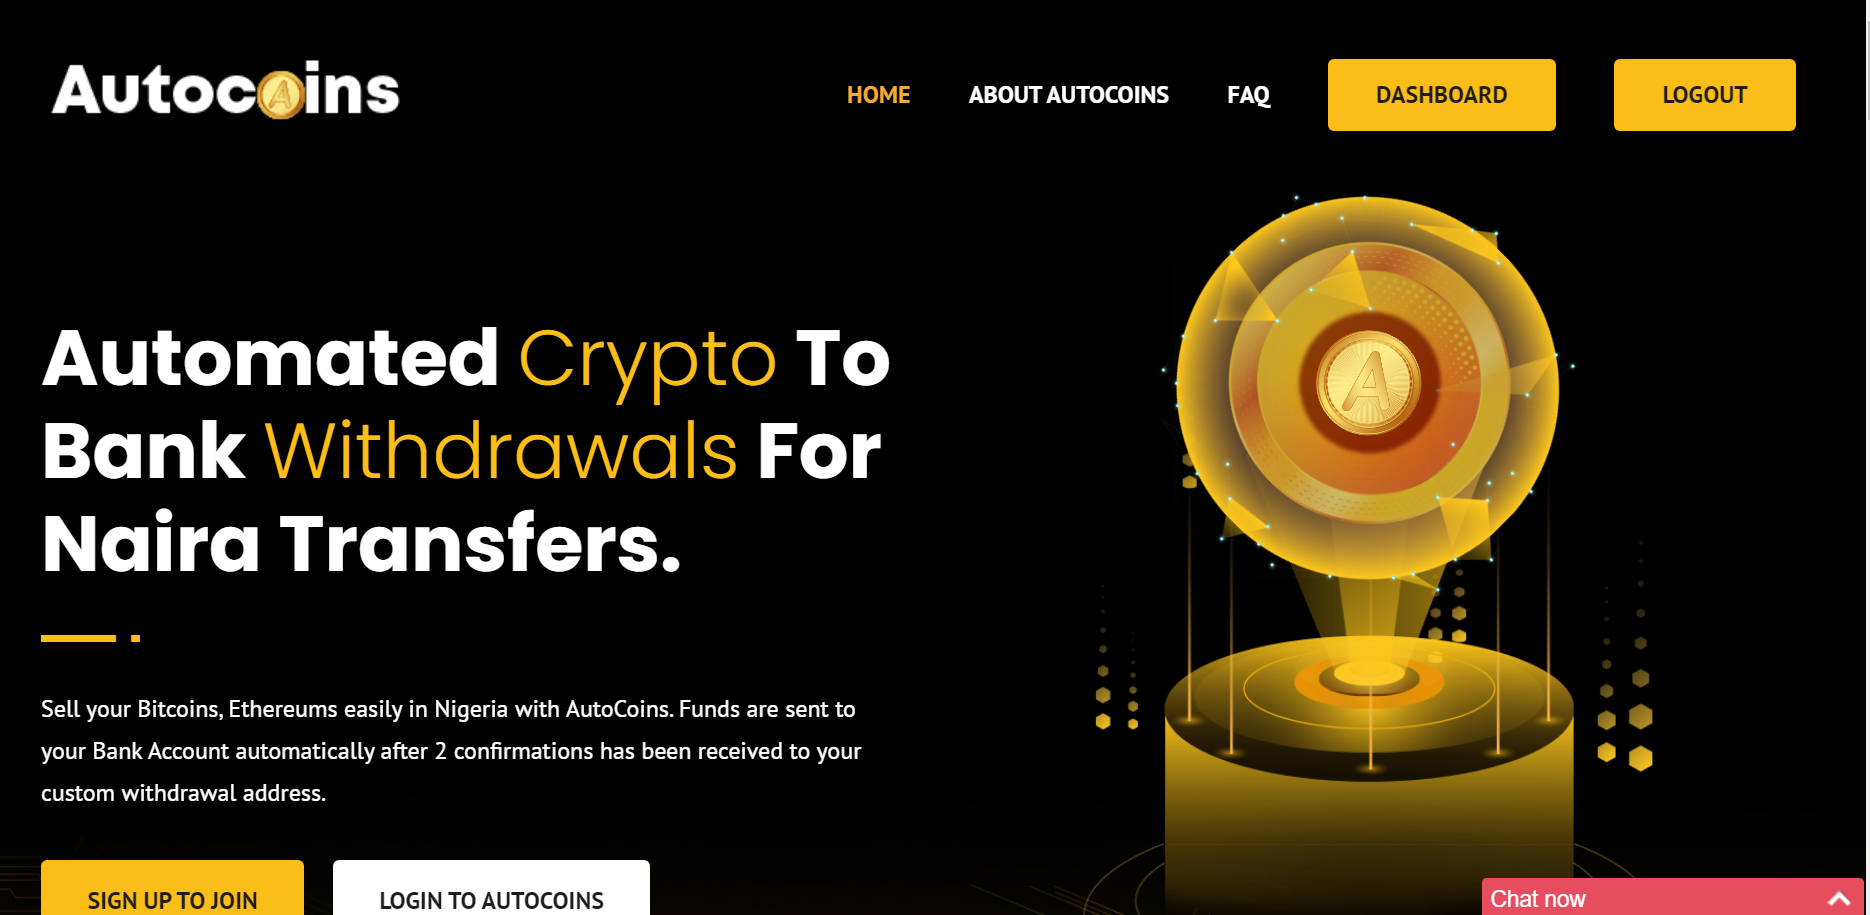 Autocoins
HOME
ABOUT AUTOCOINS
FAQ
DASHBOARD
LOGOUT
Automated Crypto To
Bank Withdrawals For
Naira Transfers.
A
Sell your Bitcoins, Ethereums easily in Nigeria with AutoCoins. Funds are sent to
your Bank Account automatically after 2 confirmations has been received to your
custom withdrawal address.
SIGN UP TO JOIN
LOGIN TO AUTOCOINS
Chat now